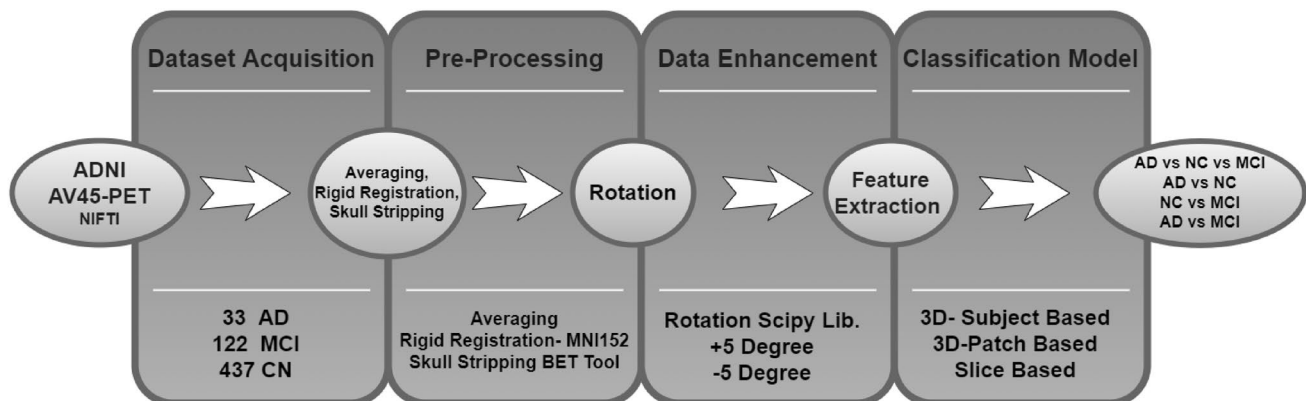 Dataset Acquisition
Pre-Processing
Data Enhancement
Classification Model
ADNI
AV45-PET
NIFTI
Averaging,
Rigid Registration,
Skull Stripping
Rotation
Feature
Extraction
AD vs NC vs MCI
AD vs NC
NC vs MCI
AD vs MCI
33 AD
122 MCI
437 CN
Averaging
Rigid Registration- MNI152
Skull Stripping BET Tool
Rotation Scipy Lib.
+5 Degree
-5 Degree
3D- Subject Based
3D-Patch Based
Slice Based